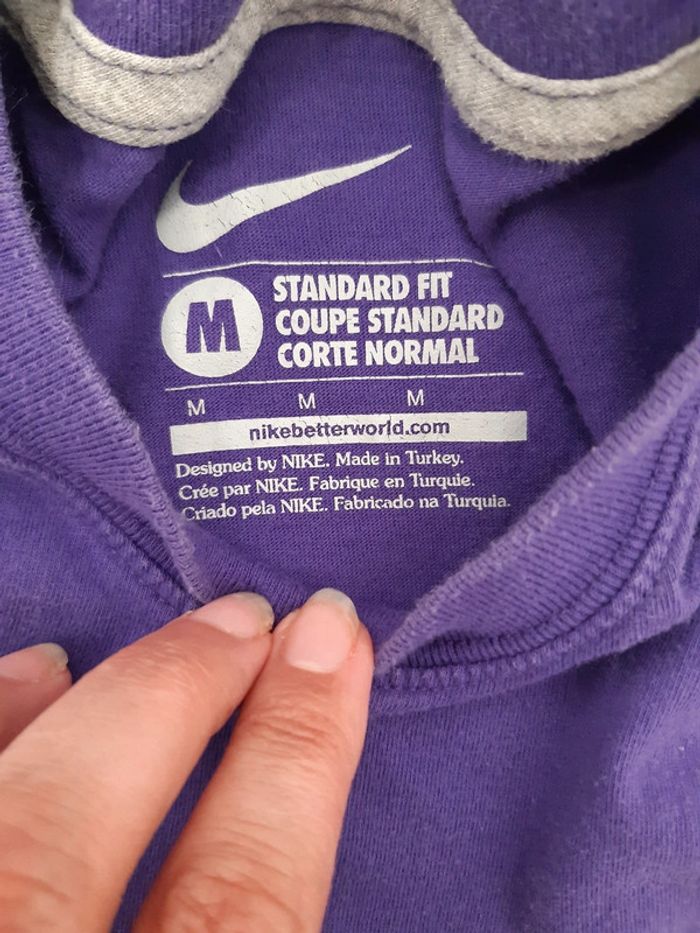 M
STANDARD FIT
COUPE STANDARD
CORTE NORMAL
M M M
nikebetterworld.com
Designed by NIKE. Made in Turkey.
Crée par NIKE. Fabrique en Turquie.
Criado pela NIKE. Fabricado na Turquia.